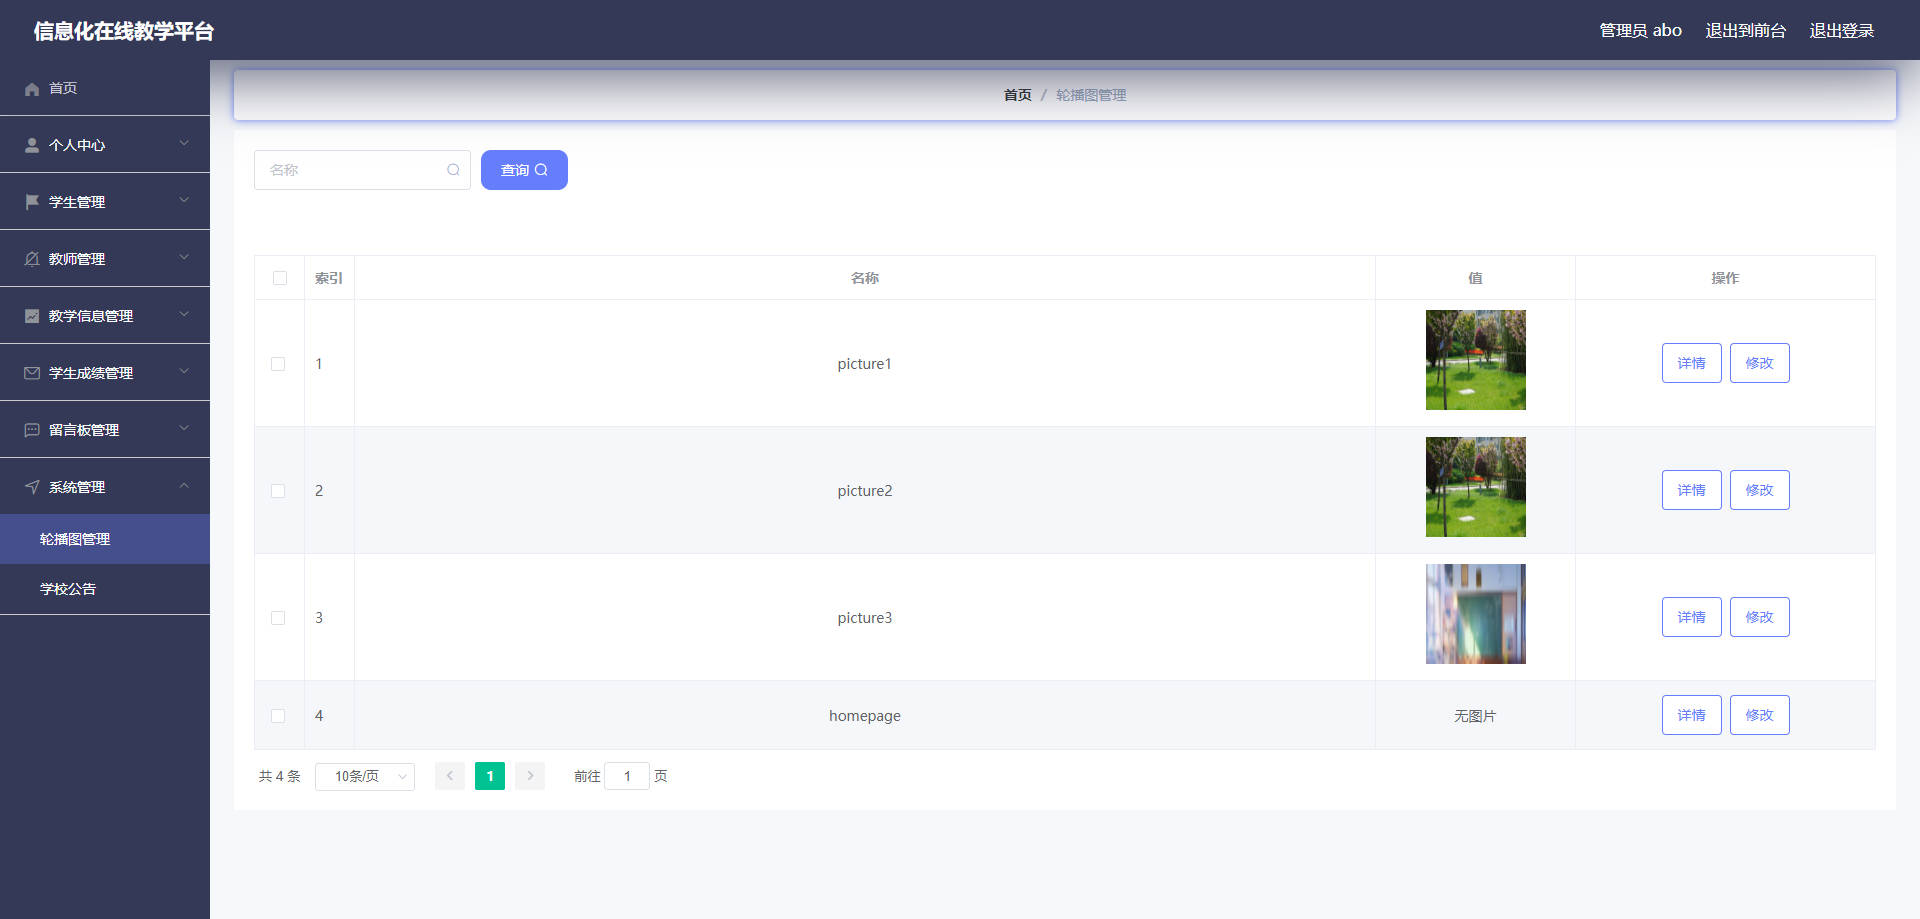 信息化在线教学平台
管理员 abo 退出到前台 退出登录
首页
个人中心
学生管理
教师管理
教学信息管理
学生成绩管理
留言板管理
系统管理
轮播图管理
学校公告
首页 / 轮播图管理
名称 查询
索引 名称 值 操作
1 picture1 详情 修改
2 picture2 详情 修改
3 picture3 详情 修改
4 homepage 无图片 详情 修改
共 4 条 10条/页 1 前往 1 页